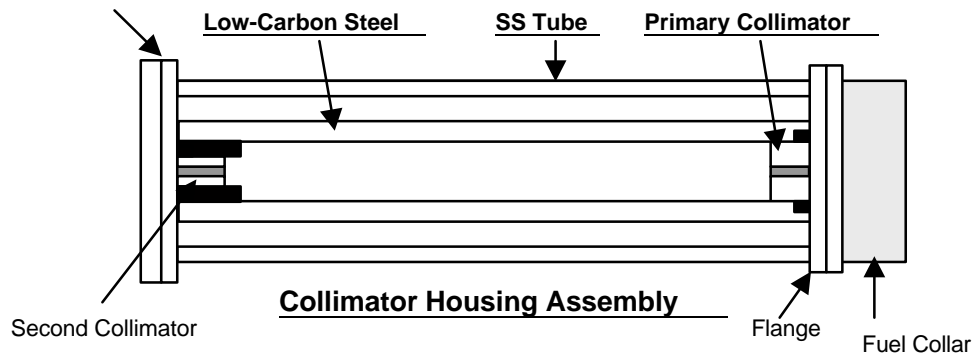 Low-Carbon Steel SS Tube Primary Collimator
Collimator Housing Assembly
Second Collimator
Flange
Fuel Collar